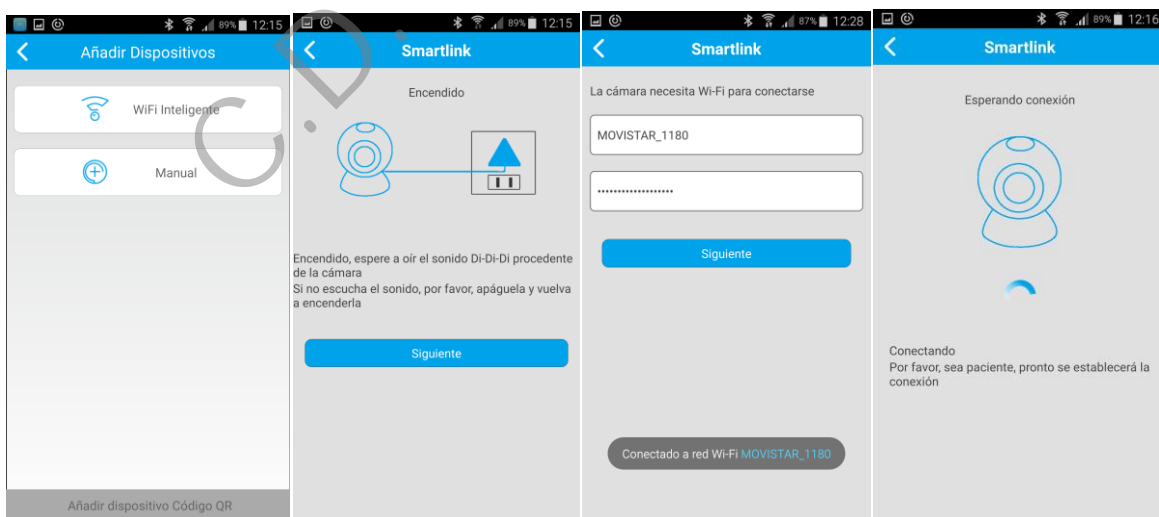 89% 12:15
Añadir Dispositivos
WiFi Inteligente
Manual
Añadir dispositivo Código QR
89% 12:15
Smartlink
Encendido
Encendido, espere a oír el sonido Di-Di-Di procedente
de la cámara
Si no escucha el sonido, por favor, apáguela y vuelva
a encenderla
Siguiente
87% 12:28
Smartlink
La cámara necesita Wi-Fi para conectarse
MOVISTAR_1180
...................
Siguiente
Conectado a red Wi-Fi MOVISTAR_1180
89% 12:16
Smartlink
Esperando conexión
Conectando
Por favor, sea paciente, pronto se establecerá la
conexión
C.D.